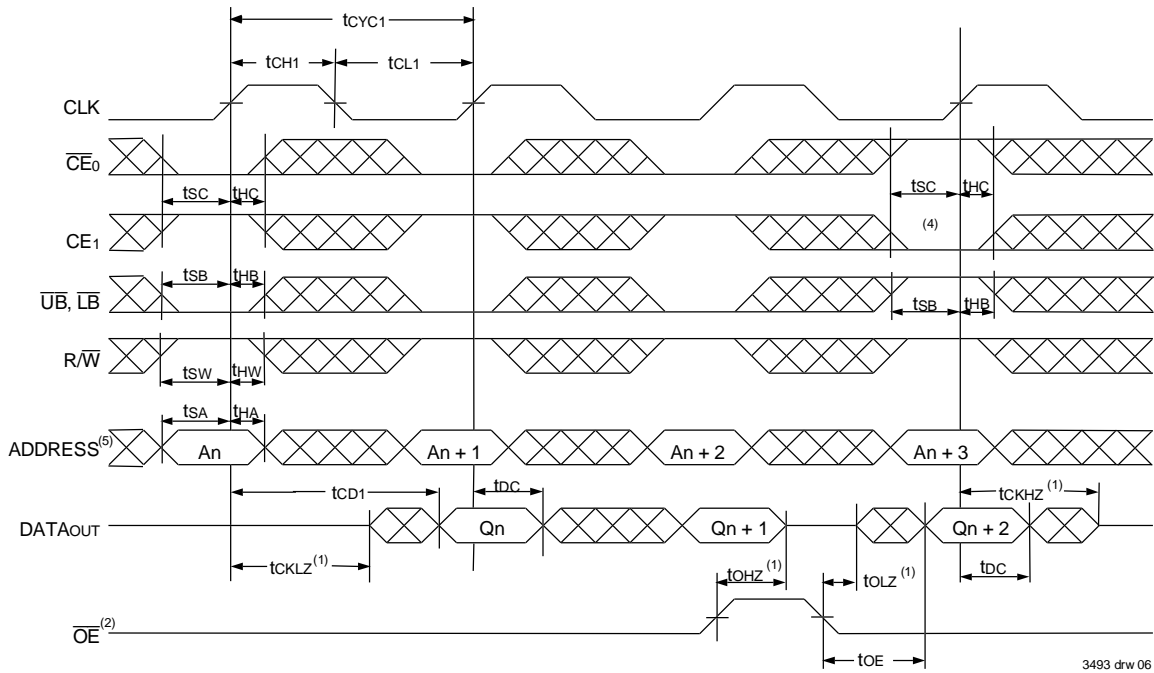 tCYC1
tCH1 tCL1
CLK
CE0
tSC tHC tSC tHC
CE1 (4)
tSB tHB
UB, LB tSB tHB
R/W
tSW tHW
tSA tHA
ADDRESS(5) An An + 1 An + 2 An + 3
tCD1 tDC tCKHZ(1)
DATAOUT Qn Qn + 1 Qn + 2
tCKLZ(1) tOHZ(1) tOLZ(1) tDC
OE(2)
tOE
3493 drw 06